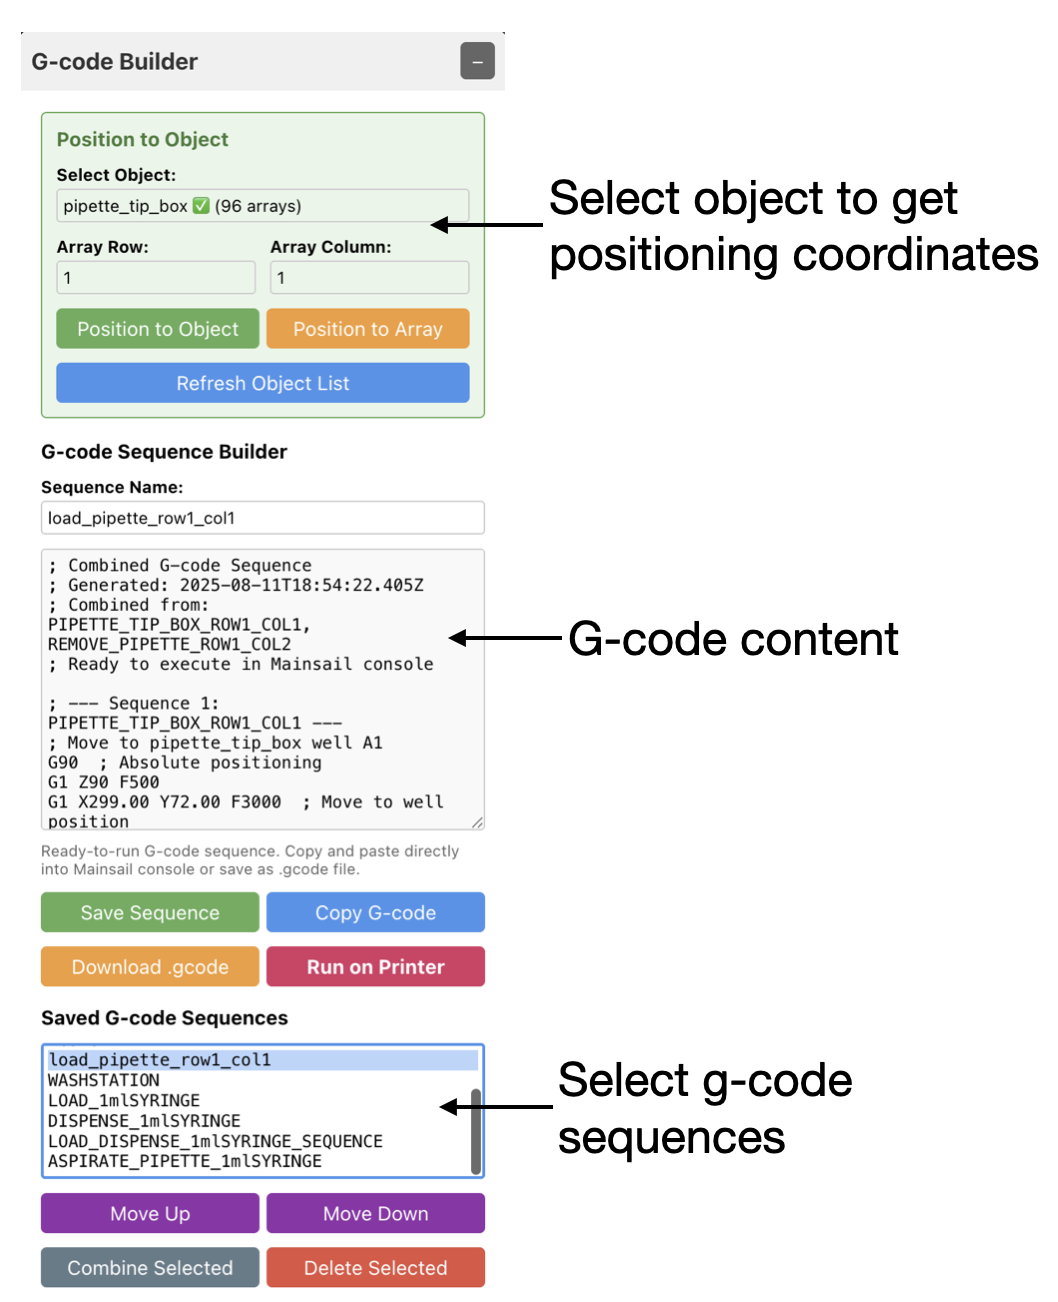 G-code Builder
–
Position to Object
Select Object:
pipette_tip_box ✅ (96 arrays)
Select object to get
positioning coordinates
Array Row:
Array Column:
1
1
Position to Object
Position to Array
Refresh Object List
G-code Sequence Builder
Sequence Name:
load_pipette_row1_col1
; Combined G-code Sequence
; Generated: 2025-08-11T18:54:22.405Z
; Combined from:
PIPETTE_TIP_BOX_ROW1_COL1,
REMOVE_PIPETTE_ROW1_COL2
; Ready to execute in Mainsail console
; --- Sequence 1:
PIPETTE_TIP_BOX_ROW1_COL1 ---
; Move to pipette_tip_box well A1
G90  ; Absolute positioning
G1 Z90 F500
G1 X299.00 Y72.00 F3000  ; Move to well
position
G-code content
Ready-to-run G-code sequence. Copy and paste directly
into Mainsail console or save as .gcode file.
Save Sequence
Copy G-code
Download .gcode
Run on Printer
Saved G-code Sequences
load_pipette_row1_col1
WASHSTATION
LOAD_1mlSYRINGE
DISPENSE_1mlSYRINGE
LOAD_DISPENSE_1mlSYRINGE_SEQUENCE
ASPIRATE_PIPETTE_1mlSYRINGE
Select g-code
sequences
Move Up
Move Down
Combine Selected
Delete Selected